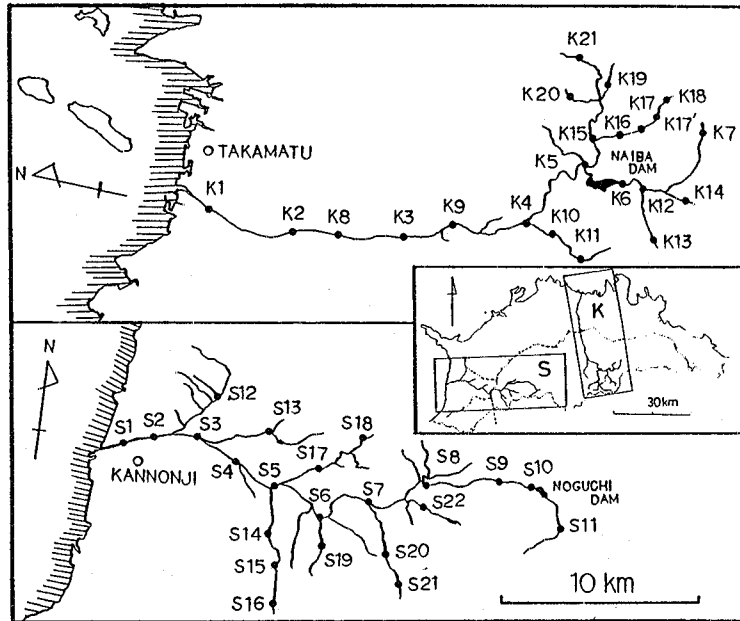 K21
K19
K20
K18
K17
K16
K17'
K7
K15
NAIBA
DAM
K5
TAKAMATU
N
K6
K12
K14
K1
K2
K8
K3
K9
K4
K10
K11
K13
K
S
30km
N
S12
S13
S18
S1
S2
S3
S17
KANNONJI
S4
S5
S8
S9
S10
NOGUCHI
DAM
S6
S7
S22
S11
S14
S19
S20
S15
S21
S16
10 km